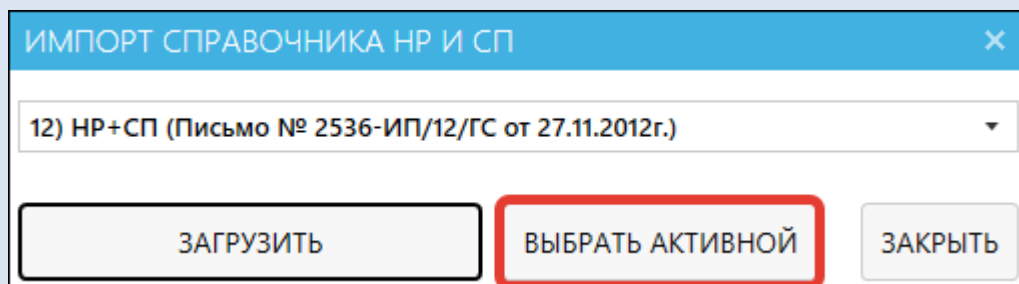 ИМПОРТ СПРАВОЧНИКА НР И СП
12) НР+СП (Письмо № 2536-ИП/12/ГС от 27.11.2012г.)
ЗАГРУЗИТЬ ВЫБРАТЬ АКТИВНОЙ ЗАКРЫТЬ